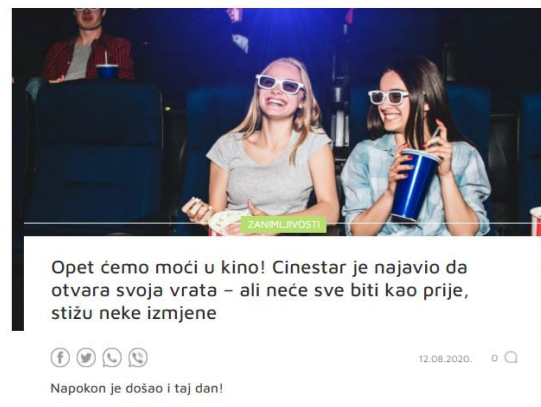 ZANIMLJIVOSTI
Opet ćemo moći u kino! Cinestar je najavio da
otvara svoja vrata – ali neće sve biti kao prije,
stižu neke izmjene
12.08.2020. 0
Napokon je došao i taj dan!